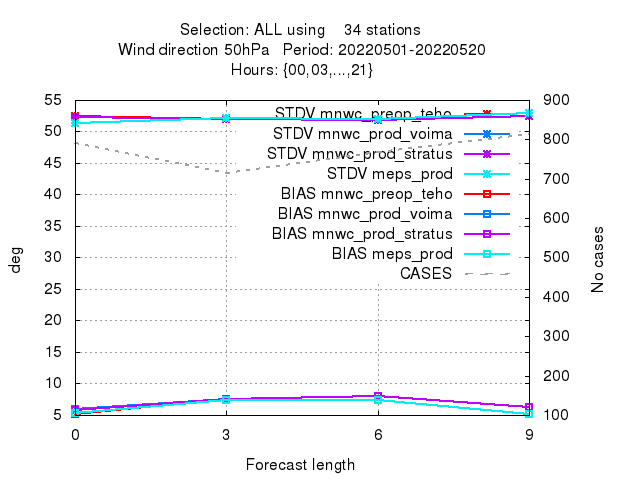 Selection: ALL using    34 stations
Wind direction 50hPa   Period: 20220501-20220520
Hours: {00,03,...,21}
55 STDV mnwc_preop_teho 900
50 STDV mnwc_prod_voima 800
45 STDV mnwc_prod_stratus 700
STDV meps_prod
40 BIAS mnwc_preop_teho 600
35 BIAS mnwc_prod_voima
BIAS mnwc_prod_stratus
30 BIAS meps_prod 500
CASES
deg No cases
25 400
20 300
15
10 200
5 100
0 3 6 9
Forecast length